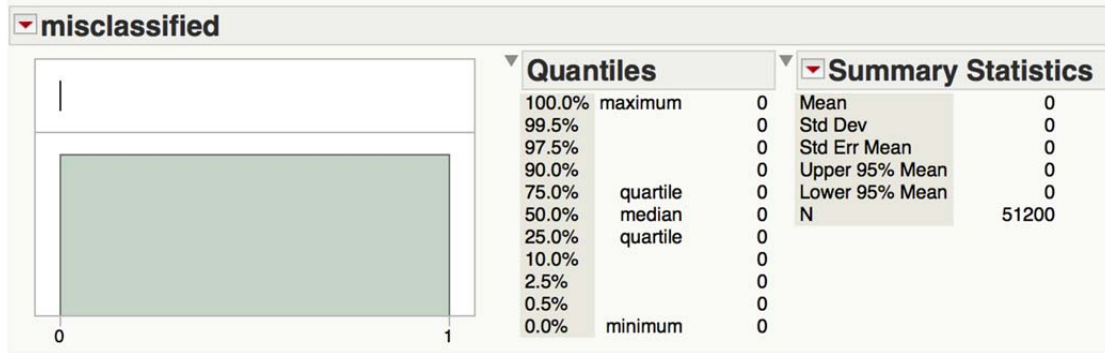 misclassified
Quantiles
100.0% maximum 0
99.5% 0
97.5% 0
90.0% 0
75.0% quartile 0
50.0% median 0
25.0% quartile 0
10.0% 0
2.5% 0
0.5% 0
0.0% minimum 0
Summary Statistics
Mean 0
Std Dev 0
Std Err Mean 0
Upper 95% Mean 0
Lower 95% Mean 0
N 51200
0 1